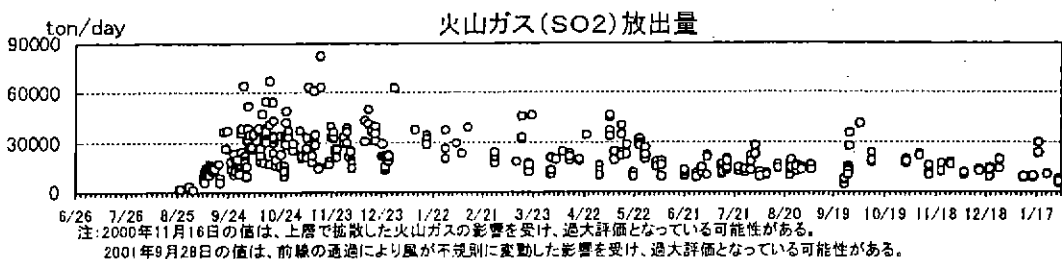 ton/day
火山ガス(SO2)放出量
90000
60000
30000
0
6/26 7/26 8/25 9/24 10/24 11/23 12/23 1/22 2/21 3/23 4/22 5/22 6/21 7/21 8/20 9/19 10/19 11/18 12/18 1/17
注:2000年11月16日の値は、上層で拡散した火山ガスの影響を受け、過大評価となっている可能性がある。
2001年9月28日の値は、前線の通過により風が不規則に変動した影響を受け、過大評価となっている可能性がある。